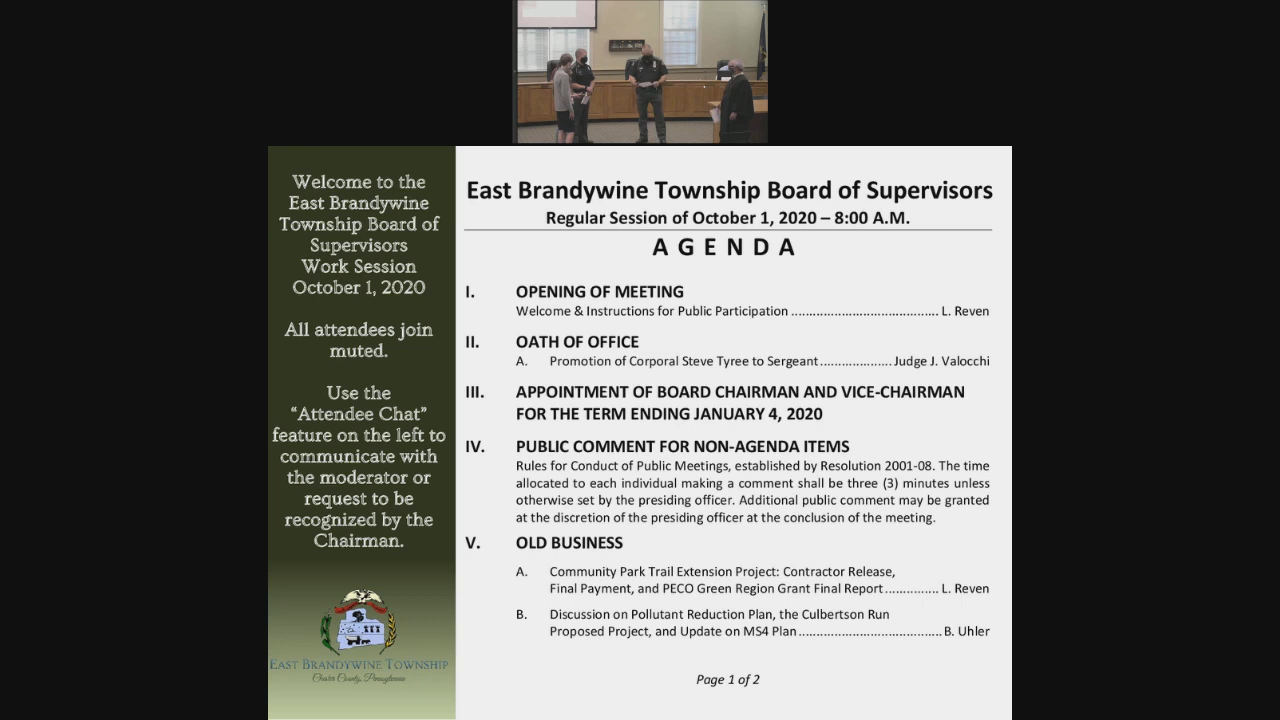 Welcome to the
East Brandywine
Township Board of
Supervisors
Work Session
October 1, 2020
All attendees join
muted.
Use the
“Attendee Chat”
feature on the left to
communicate with
the moderator or
request to be
recognized by the
Chairman.
EAST BRANDYWINE TOWNSHIP
Chester County, Pennsylvania
East Brandywine Township Board of Supervisors
Regular Session of October 1, 2020 – 8:00 A.M.
A G E N D A
I. OPENING OF MEETING
Welcome & Instructions for Public Participation ........................................ L. Reven
II. OATH OF OFFICE
A. Promotion of Corporal Steve Tyree to Sergeant ................... Judge J. Valocchi
III. APPOINTMENT OF BOARD CHAIRMAN AND VICE-CHAIRMAN
FOR THE TERM ENDING JANUARY 4, 2020
IV. PUBLIC COMMENT FOR NON-AGENDA ITEMS
Rules for Conduct of Public Meetings, established by Resolution 2001-08. The time
allocated to each individual making a comment shall be three (3) minutes unless
otherwise set by the presiding officer. Additional public comment may be granted
at the discretion of the presiding officer at the conclusion of the meeting.
V. OLD BUSINESS
A. Community Park Trail Extension Project: Contractor Release,
Final Payment, and PECO Green Region Grant Final Report .............. L. Reven
B. Discussion on Pollutant Reduction Plan, the Culbertson Run
Proposed Project, and Update on MS4 Plan ....................................... B. Uhler
Page 1 of 2